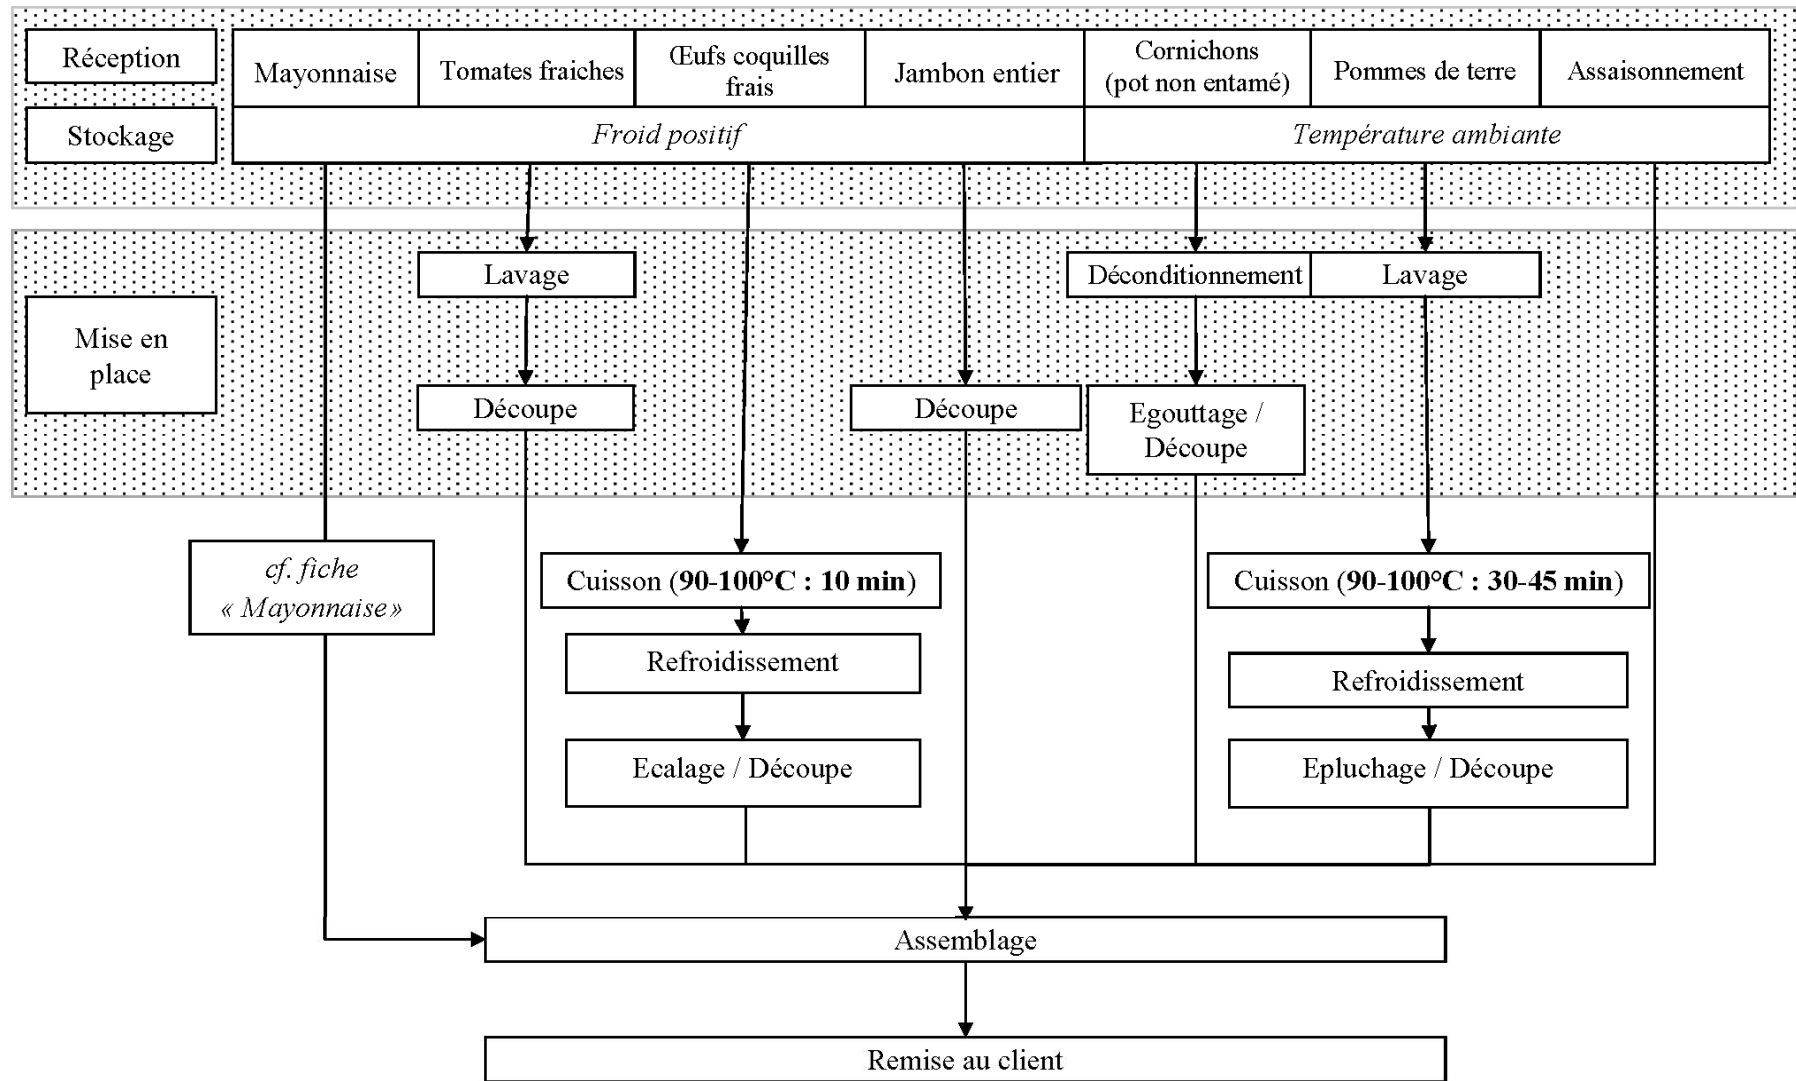 Réception
Mayonnaise
Tomates fraiches
Œufs coquilles
frais
Jambon entier
Cornichons
(pot non entamé)
Pommes de terre
Assaisonnement
Stockage
Froid positif
Température ambiante
Mise en
place
Lavage
Déconditionnement
Lavage
Découpe
Découpe
Egouttage /
Découpe
cf. fiche
« Mayonnaise»
Cuisson (90-100°C : 10 min)
Cuisson (90-100°C : 30-45 min)
Refroidissement
Refroidissement
Ecalage / Découpe
Epluchage / Découpe
Assemblage
Remise au client